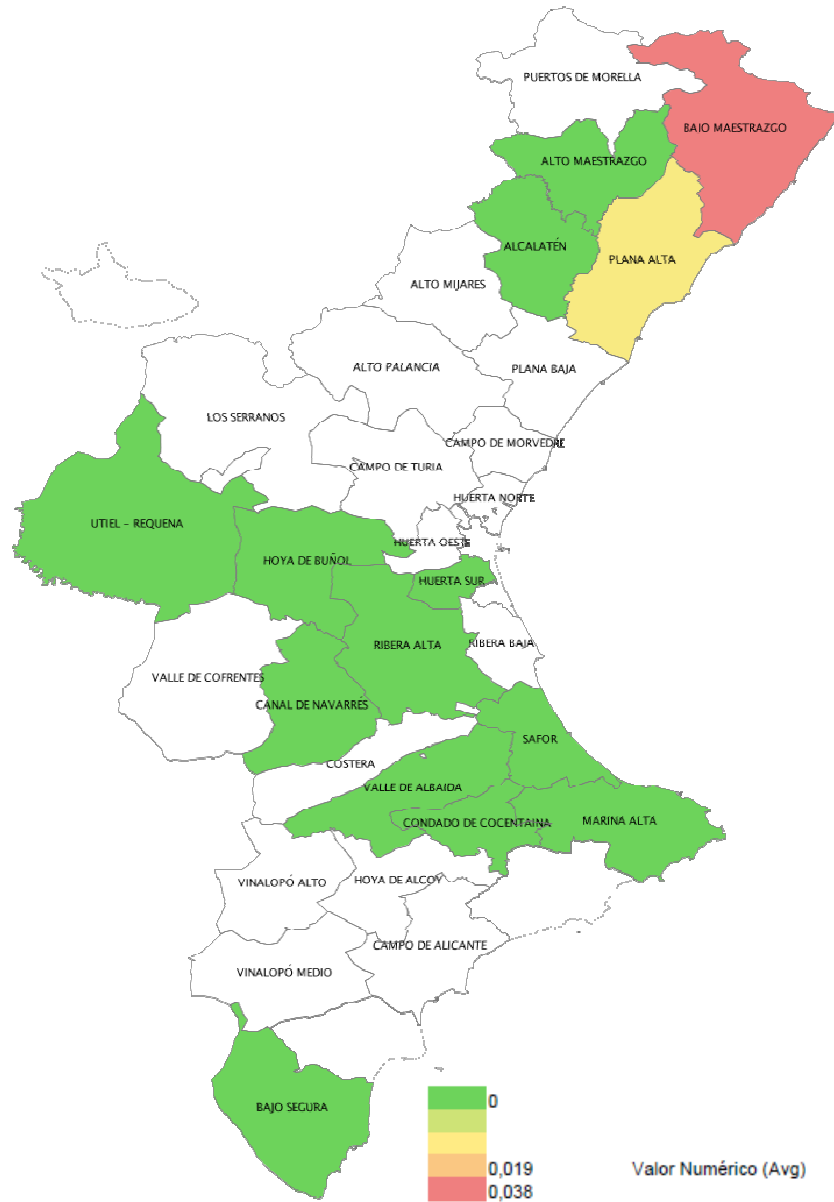 PUERTOS DE MORELLA
BAIO MAESTRAZGO
ALTO MAESTRAZGO
ALCALATÉN
PLANA ALTA
ALTO MIJARES
ALTO PALANCIA
PLANA BAJA
LOS SERRANOS
CAMPO DE MORVEDRE
CAMPO DE TURIA
HUERTA NORTE
UTIEL - REQUENA
HUERTA OESTE
HOYA DE BUÑOL
HUERTA SUR
RIBERA ALTA
RIBERA BAJA
VALLE DE COFRENTES
CANAL DE NAVARRÉS
SAFOR
COSTERA
VALLE DE ALBAIDA
CONDADO DE COCENTAINA
MARINA ALTA
VINALOPÓ ALTO
HOYA DE ALCOY
CAMPO DE ALICANTE
VINALOPÓ MEDIO
BAJO SEGURA
0
0,019
0,038
Valor Numérico (Avg)